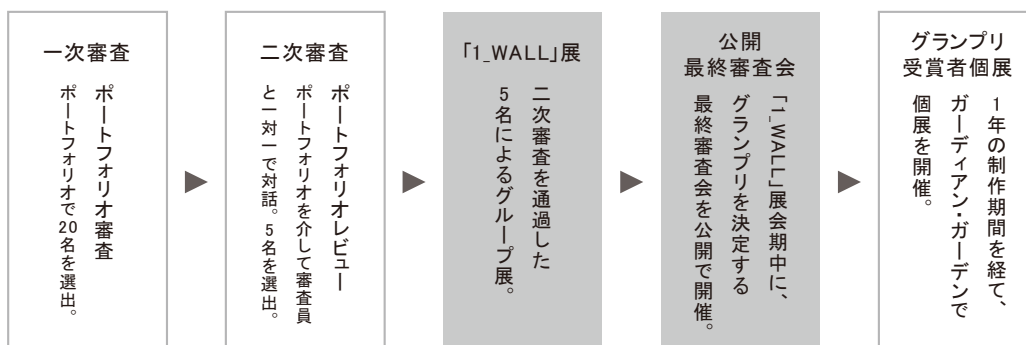 一次審査
ポートフォリオ審査
ポートフォリオで20名を選出。
二次審査
ポートフォリオレビュー
ポートフォリオを介して審査員
と一対一で対話。5名を選出。
「1_WALL」展
二次審査を通過した
5名によるグループ展。
公開
最終審査会
「1_WALL」展会期中に、
グランプリを決定する
最終審査会を公開で開催。
グランプリ
受賞者個展
1年の制作期間を経て、
ガーディアン・ガーデンで
個展を開催。